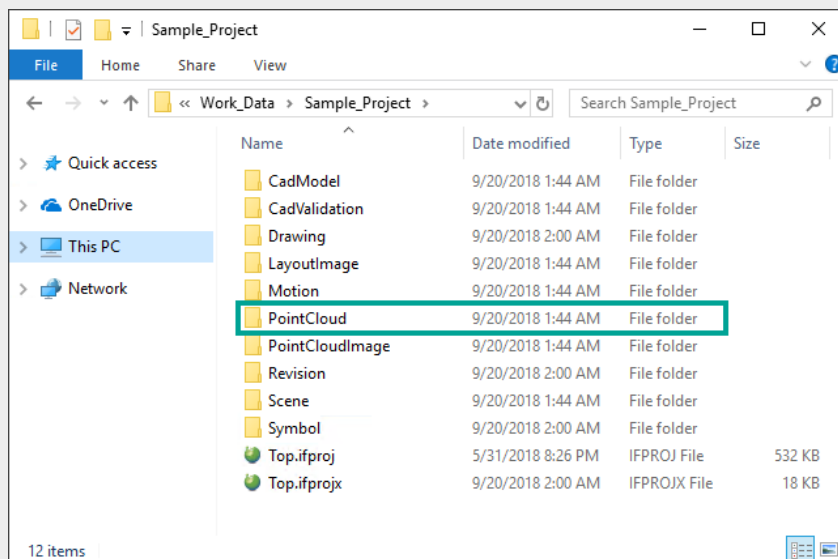 Sample_Project
File Home Share View
« Work_Data > Sample_Project > Search Sample_Project
Name Date modified Type Size
Quick access
OneDrive
This PC
Network
CadModel 9/20/2018 1:44 AM File folder
CadValidation 9/20/2018 1:44 AM File folder
Drawing 9/20/2018 2:00 AM File folder
LayoutImage 9/20/2018 1:44 AM File folder
Motion 9/20/2018 1:44 AM File folder
PointCloud 9/20/2018 1:44 AM File folder
PointCloudImage 9/20/2018 1:44 AM File folder
Revision 9/20/2018 2:00 AM File folder
Scene 9/20/2018 1:44 AM File folder
Symbol 9/20/2018 2:00 AM File folder
Top.ifproj 5/31/2018 8:26 PM IFPROJ File 532 KB
Top.ifprojx 9/20/2018 2:00 AM IFPROJX File 18 KB
12 items